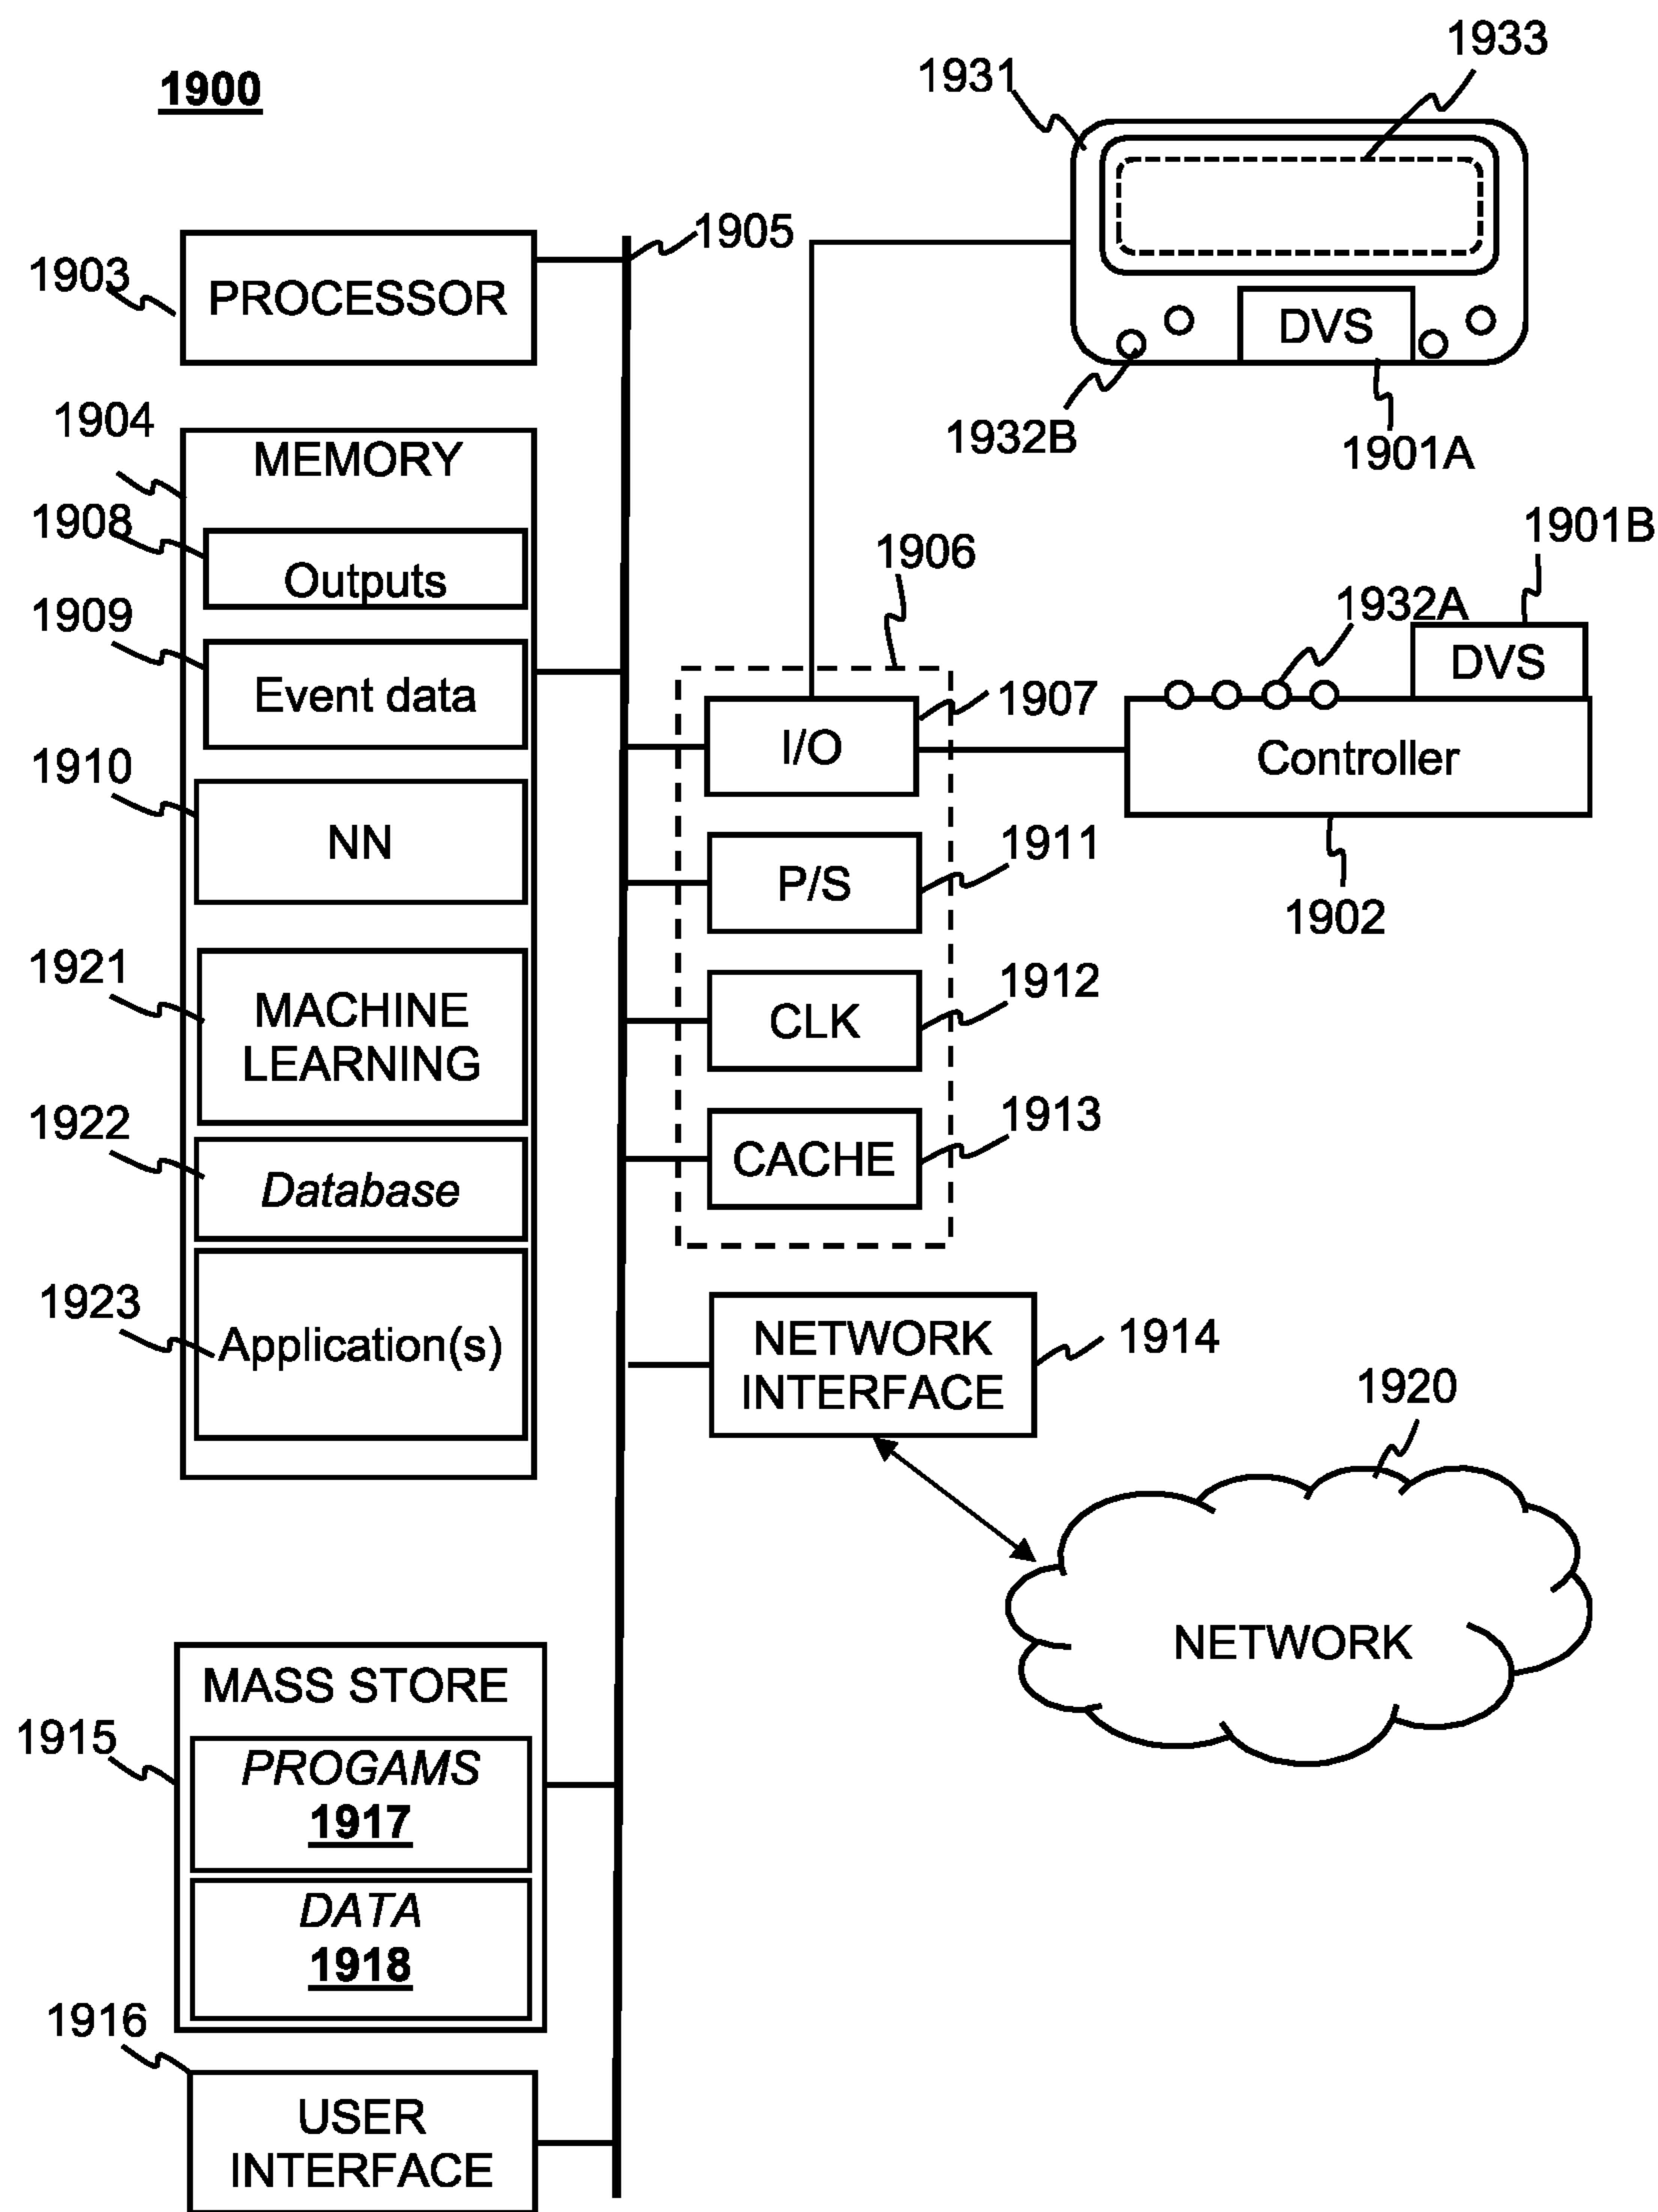 1900
1933
1931
1905
1903
PROCESSOR
DVS
1932B
1901A
1904
MEMORY
1908
Outputs
1909
Event data
1910
NN
1921
MACHINE
LEARNING
1922
Database
1923
Application(s)
1906
1901B
1932A
DVS
1907
I/O
Controller
1902
1911
P/S
1912
CLK
1913
CACHE
NETWORK
INTERFACE
1914
1920
NETWORK
MASS STORE
1915
PROGAMS
1917
DATA
1918
1916
USER
INTERFACE